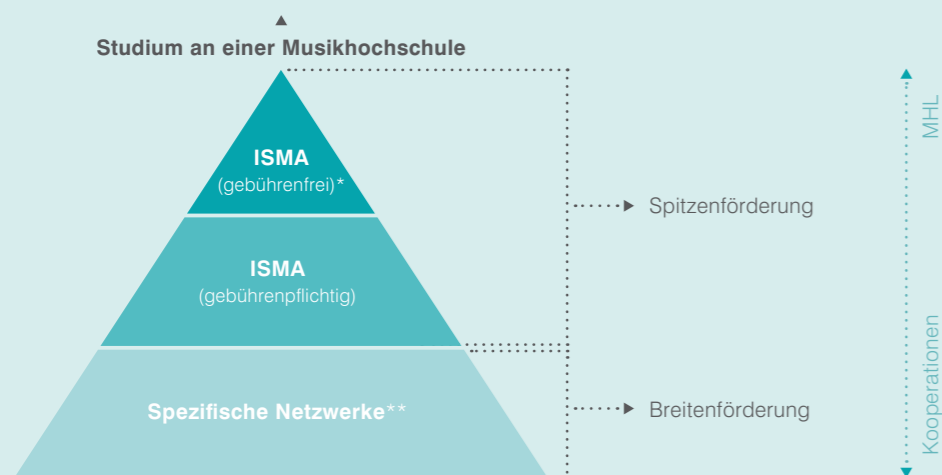 Studium an einer Musikhochschule
ISMA
(gebührenfrei)*
ISMA
(gebührenpflichtig)
Spezifische Netzwerke**
Spitzenförderung
Breitenförderung
MHL
Kooperationen